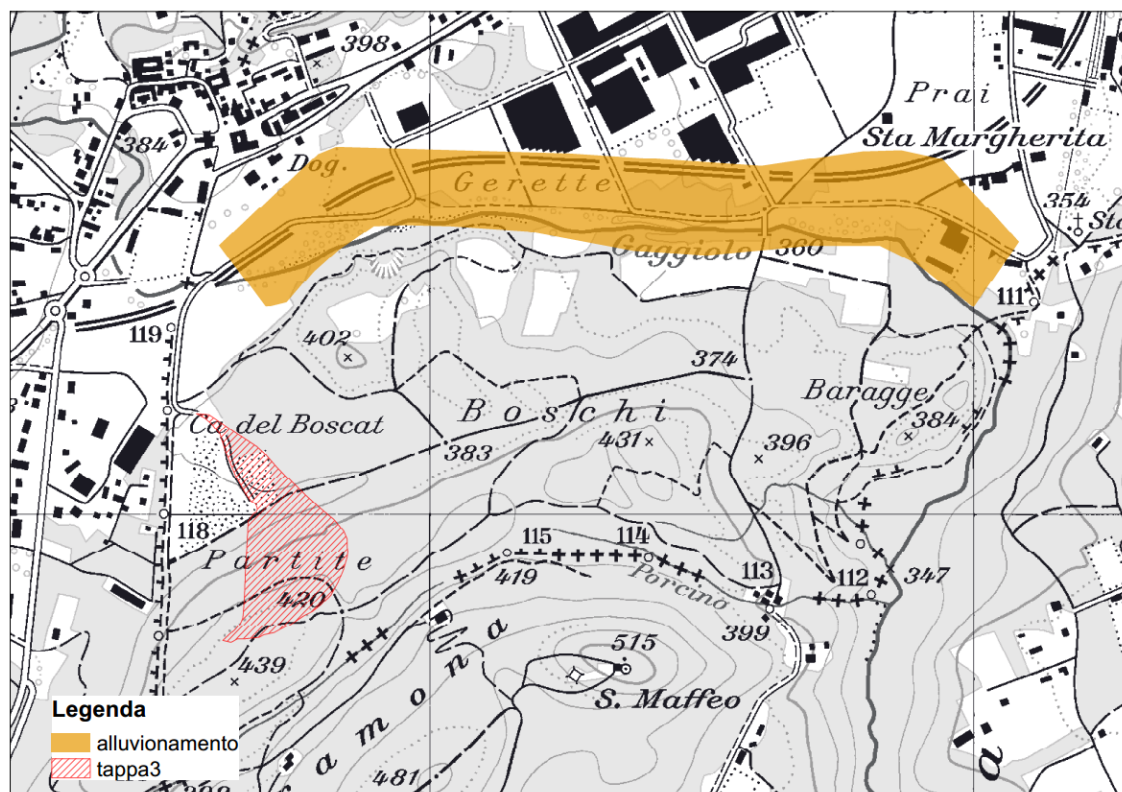 398
Prai
Sta Margherita
384
Dog.
Gerette
354
Gaggiolo
360
111
119
402
374
Baragge
Ca del Boscat
Boschi
384
431
396
383
118
115
114
Partite
419
113
112
347
Porcino
420
399
439
515
S. Maffeo
Legenda
alluvionamento
tappa3
amona
481
a